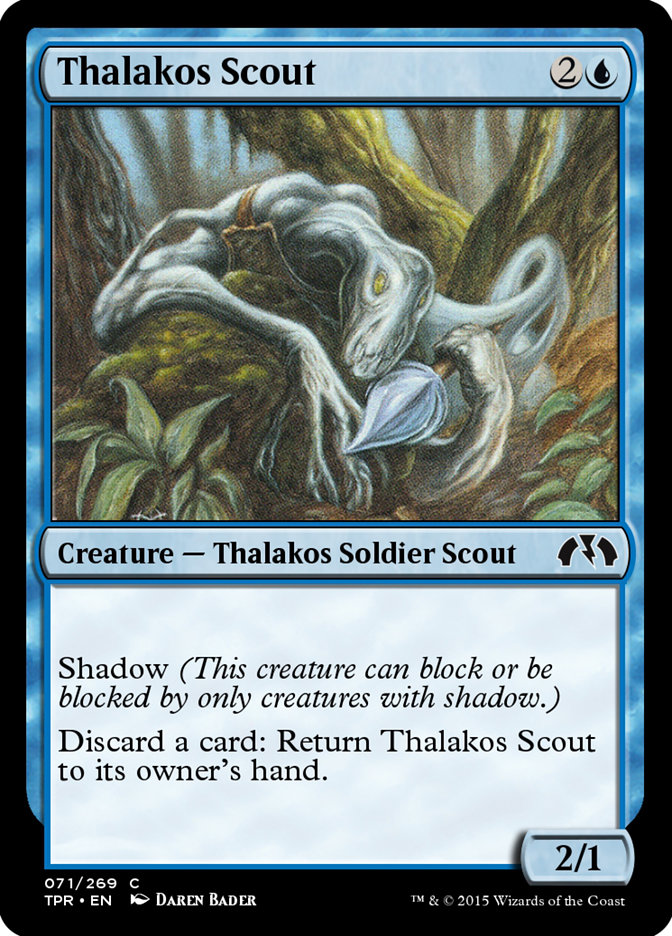 Thalakos Scout 2
Creature — Thalakos Soldier Scout
Shadow (This creature can block or be
blocked by only creatures with shadow.)
Discard a card: Return Thalakos Scout
to its owner's hand.
2/1
071/269 C
TPR • EN Daren Bader ™ & © 2015 Wizards of the Coast